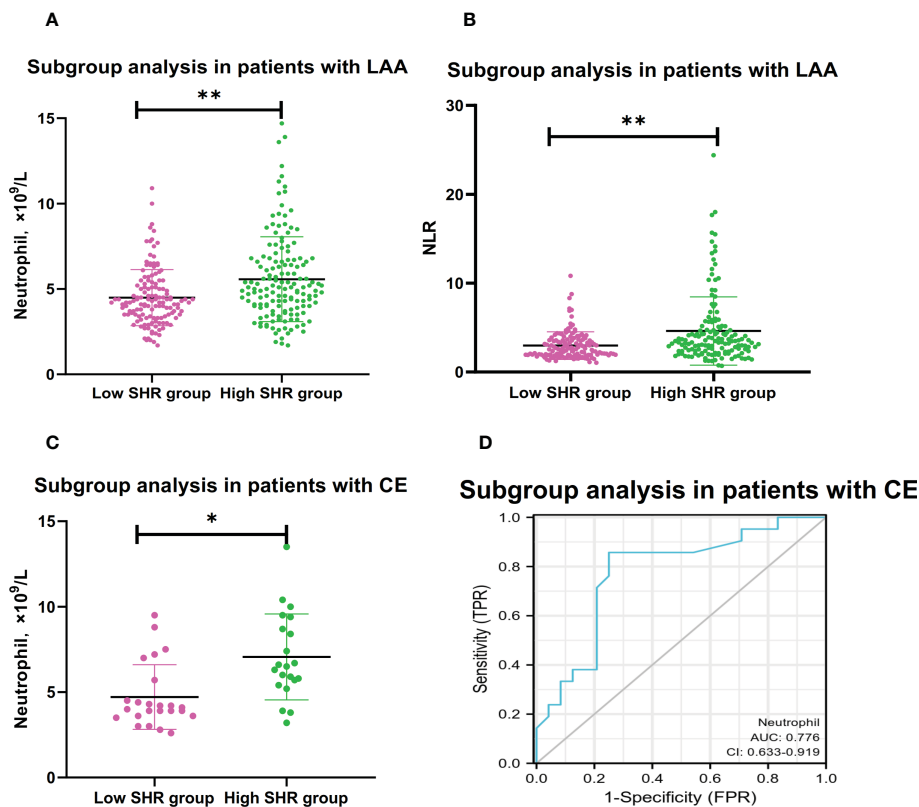 A
Subgroup analysis in patients with LAA
**
15
10
5
0
Neutrophil, ×10⁹/L
Low SHR group
High SHR group
B
Subgroup analysis in patients with LAA
**
30
20
10
0
NLR
Low SHR group
High SHR group
C
Subgroup analysis in patients with CE
*
15
10
5
0
Neutrophil, ×10⁹/L
Low SHR group
High SHR group
D
Subgroup analysis in patients with CE
1.0
0.8
0.6
0.4
0.2
0.0
Sensitivity (TPR)
Neutrophil
AUC: 0.776
CI: 0.633-0.919
0.0
0.2
0.4
0.6
0.8
1.0
1-Specificity (FPR)